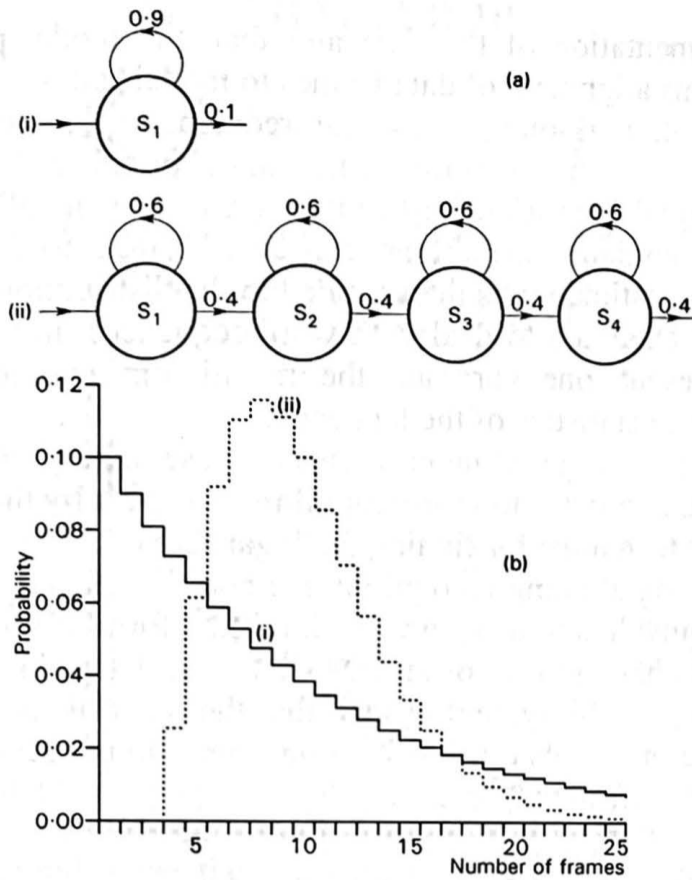 0·9
(a)
(i) S1 0·1
0·6 0·6 0·6 0·6
(ii) S1 0·4 S2 0·4 S3 0·4 S4 0·4
0·12
(ii)
0·10
0·08
(b)
Probability
0·06
(i)
0·04
0·02
0·00
5 10 15 20 25
Number of frames